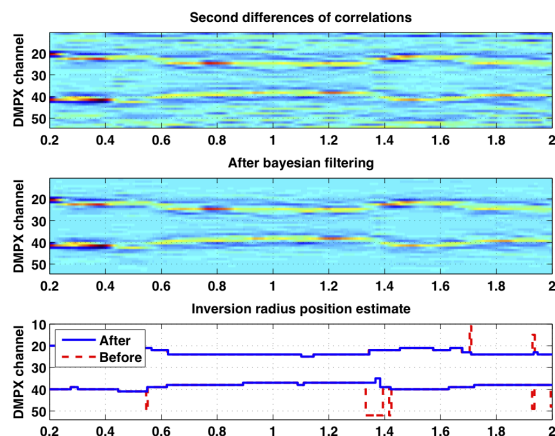 Second differences of correlations
DMPX channel
20
30
40
50
0.2 0.4 0.6 0.8 1 1.2 1.4 1.6 1.8 2
After bayesian filtering
DMPX channel
10
20
30
40
50
0.2 0.4 0.6 0.8 1 1.2 1.4 1.6 1.8 2
Inversion radius position estimate
DMPX channel
10
20
30
40
50
After
Before
0.2 0.4 0.6 0.8 1 1.2 1.4 1.6 1.8 2